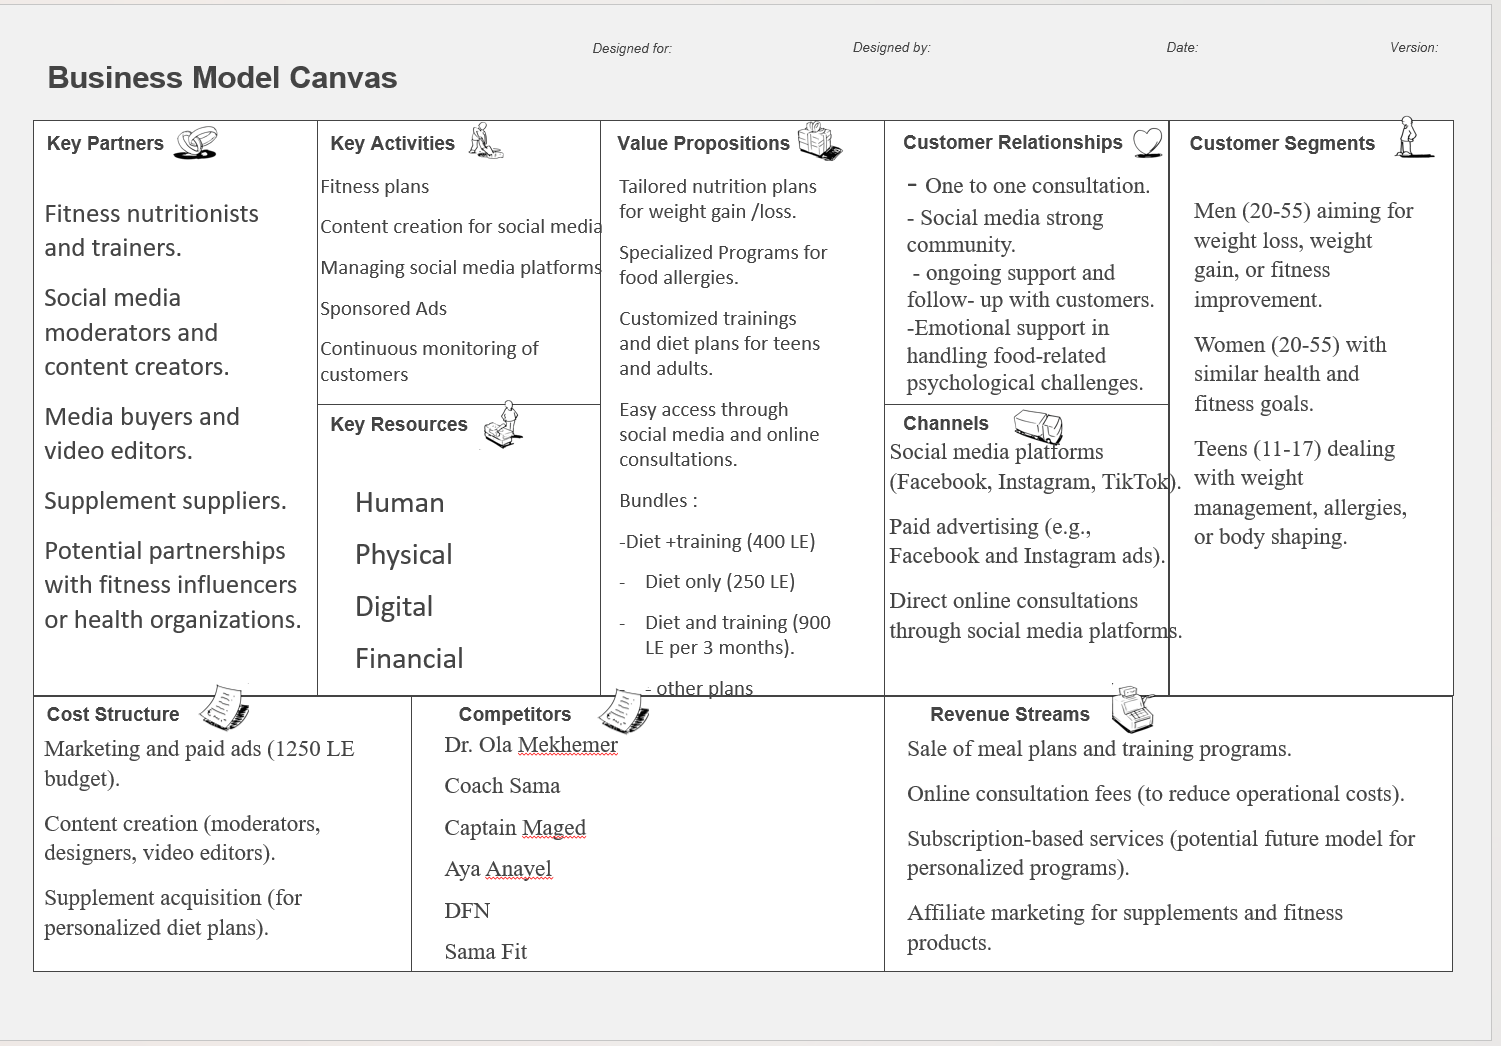 Designed for:
Designed by:
Date:
Version:
Business Model Canvas
Key Partners
Fitness nutritionists
and trainers.
Social media
moderators and
content creators.
Media buyers and
video editors.
Supplement suppliers.
Potential partnerships
with fitness influencers
or health organizations.
Key Activities
Fitness plans
Content creation for social media
Managing social media platforms
Sponsored Ads
Continuous monitoring of
customers
Key Resources
Human
Physical
Digital
Financial
Value Propositions
Tailored nutrition plans
for weight gain /loss.
Specialized Programs for
food allergies.
Customized trainings
and diet plans for teens
and adults.
Easy access through
social media and online
consultations.
Bundles :
-Diet +training (400 LE)
- Diet only (250 LE)
- Diet and training (900
LE per 3 months).
- - other plans
Customer Relationships
- One to one consultation.
- Social media strong
community.
- ongoing support and
follow- up with customers.
-Emotional support in
handling food-related
psychological challenges.
Channels
Social media platforms
(Facebook, Instagram, TikTok).
Paid advertising (e.g.,
Facebook and Instagram ads).
Direct online consultations
through social media platforms.
Customer Segments
Men (20-55) aiming for
weight loss, weight
gain, or fitness
improvement.
Women (20-55) with
similar health and
fitness goals.
Teens (11-17) dealing
with weight
management, allergies,
or body shaping.
Cost Structure
Marketing and paid ads (1250 LE
budget).
Content creation (moderators,
designers, video editors).
Supplement acquisition (for
personalized diet plans).
Competitors
Dr. Ola Mekhemer
Coach Sama
Captain Maged
Aya Anayel
DFN
Sama Fit
Revenue Streams
Sale of meal plans and training programs.
Online consultation fees (to reduce operational costs).
Subscription-based services (potential future model for
personalized programs).
Affiliate marketing for supplements and fitness
products.